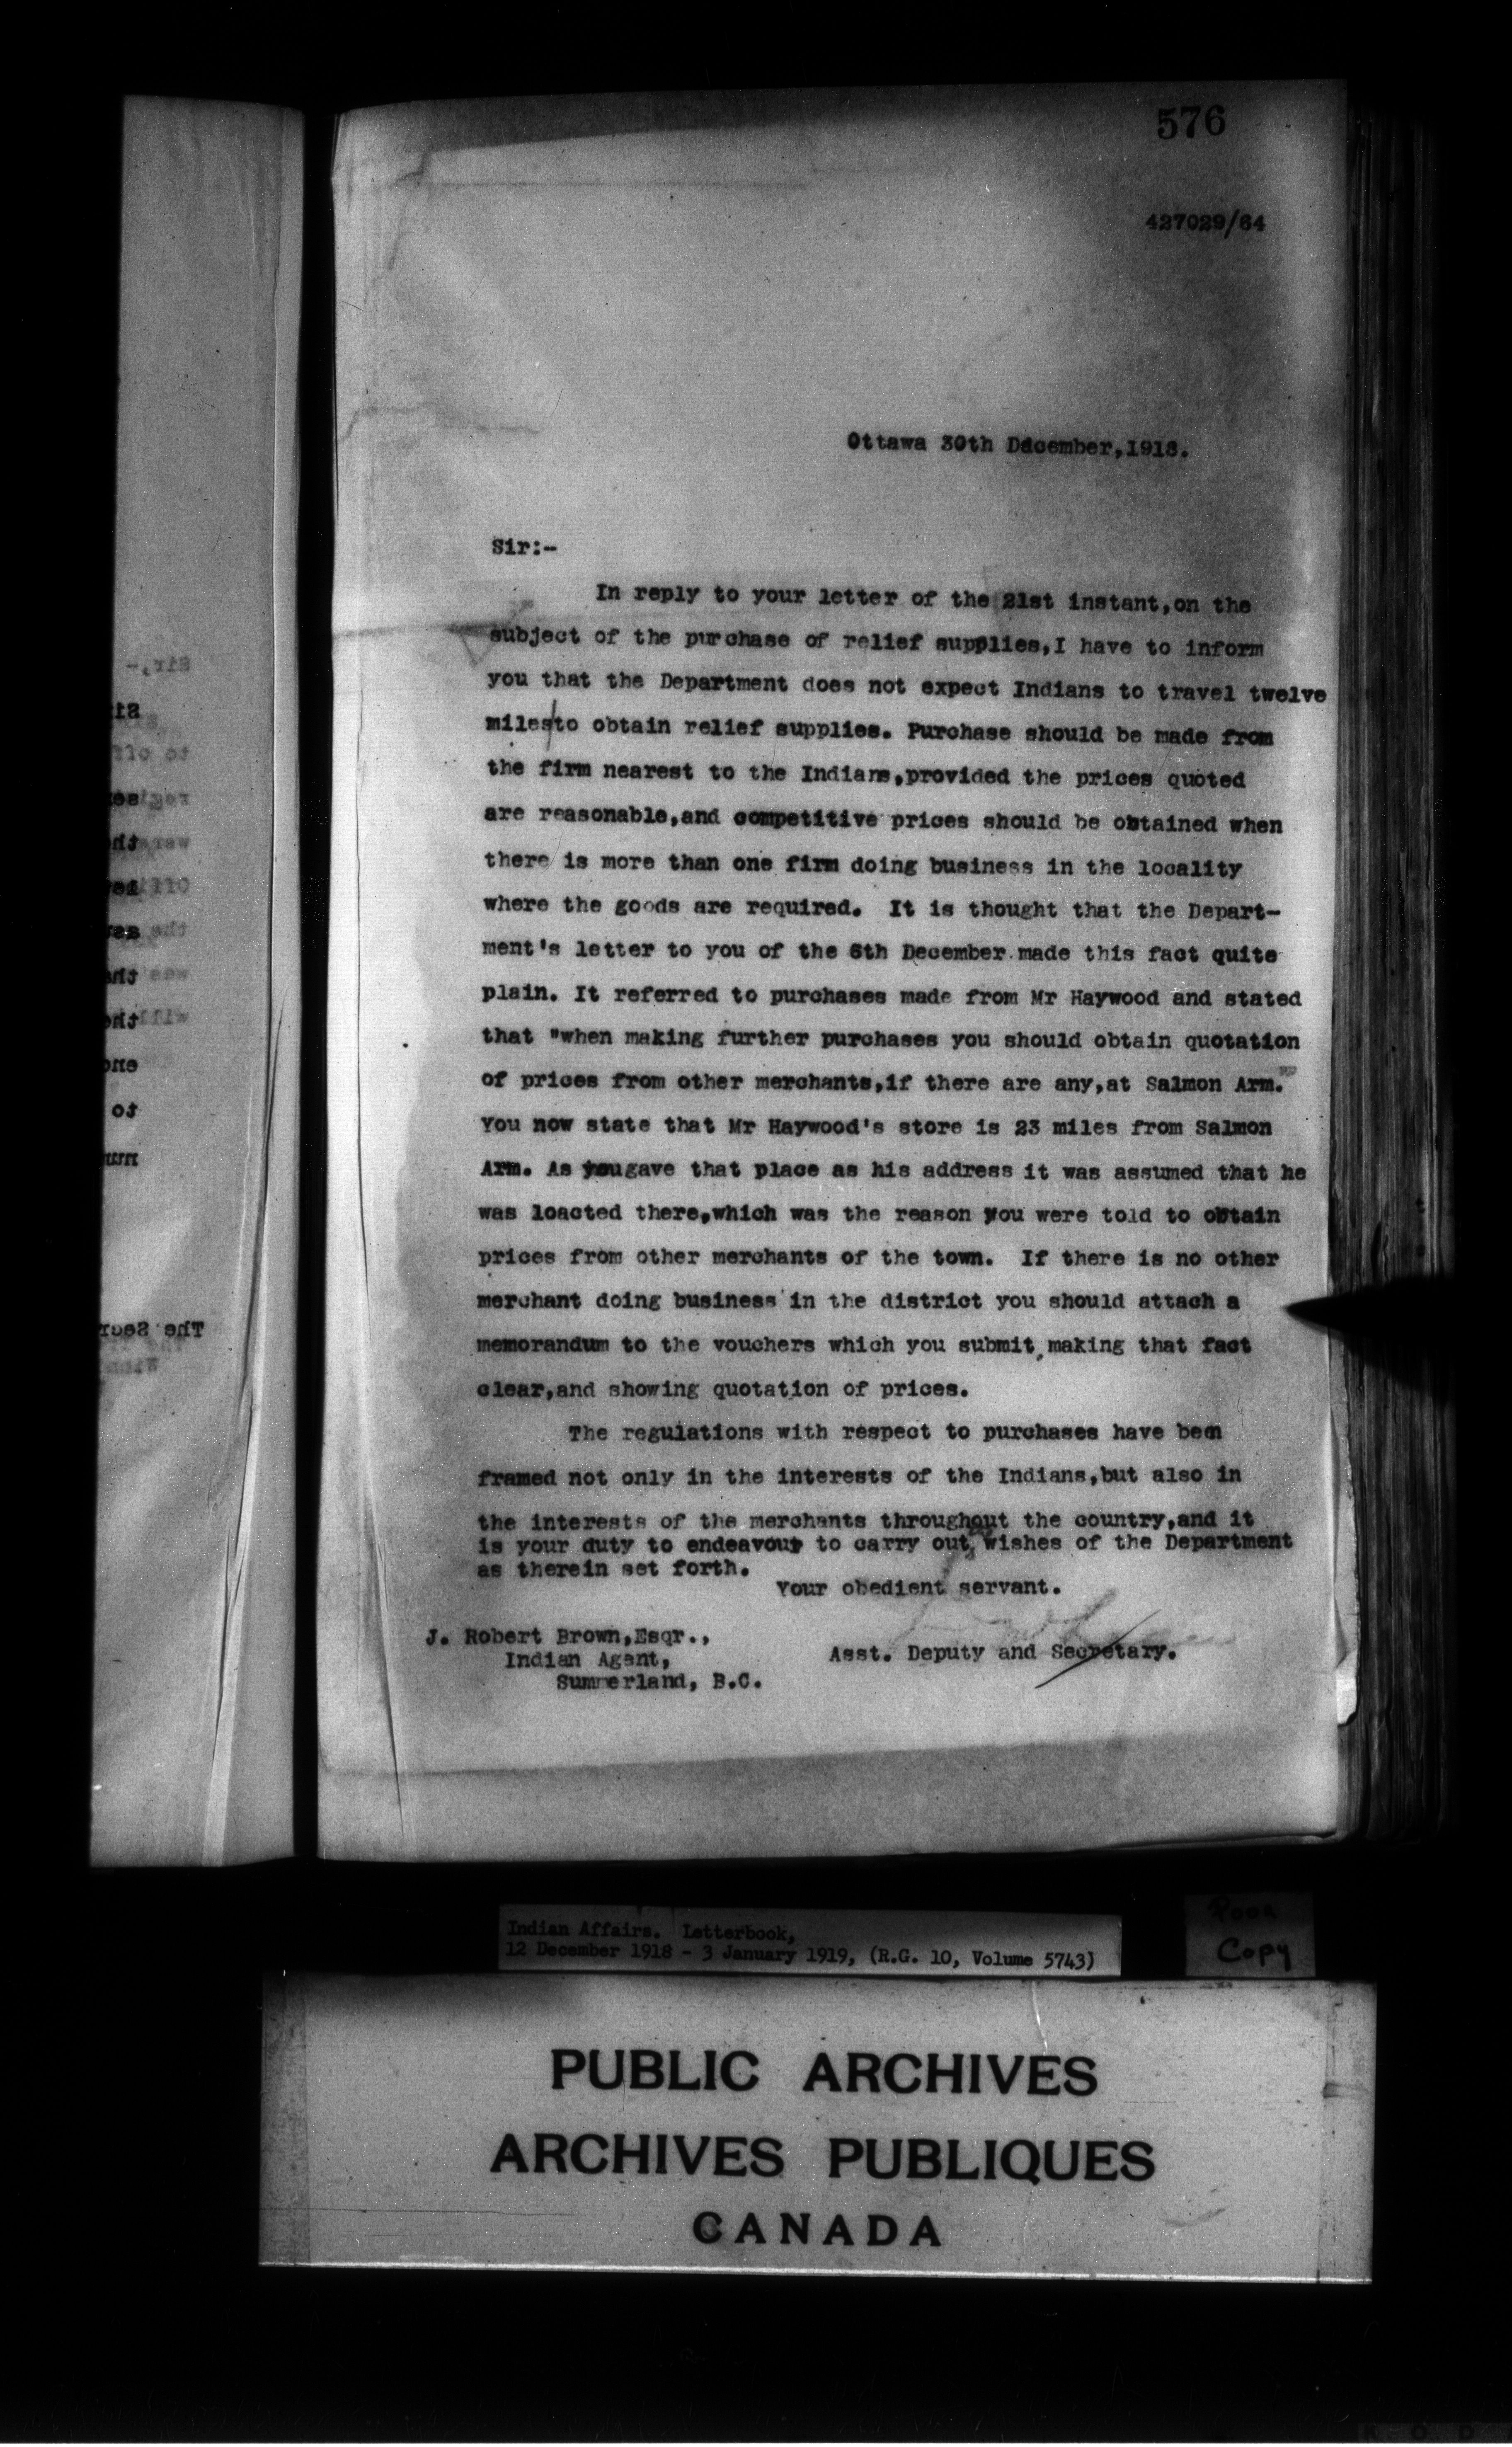 576
427029/64
Ottawa 30th December,1918.
Sir:-
In reply to your letter of the 21st instant,on the
subject of the purchase of relief supplies,I have to inform
you that the Department does not expect Indians to travel twelve
miles/to obtain relief supplies. Purchase should be made from
the firm nearest to the Indians,provided the prices quoted
are reasonable,and competitive prices should be obtained when
there is more than one firm doing business in the locality
where the goods are required. It is thought that the Depart-
ment's letter to you of the 6th December made this fact quite
plain. It referred to purchases made from Mr Haywood and stated
that "when making further purchases you should obtain quotation
of prices from other merchants,if there are any,at Salmon Arm."
You now state that Mr Haywood's store is 23 miles from Salmon
Arm. As you gave that place as his address it was assumed that he
was loacted there,which was the reason you were told to obtain
prices from other merchants of the town. If there is no other
merchant doing business in the district you should attach a
memorandum to the vouchers which you submit,making that fact
clear,and showing quotation of prices.
The regulations with respect to purchases have been
framed not only in the interests of the Indians,but also in
the interests of the merchants throughout the country,and it
is your duty to endeavour to carry out wishes of the Department
as therein set forth.
Your obedient servant.
J. Robert Brown,Esqr.,
Indian Agent,
Summerland, B.C.
Asst. Deputy and Secretary.
Indian Affairs. Letterbook,
12 December 1918 - 3 January 1919, (R.G. 10, Volume 5743)
Poor
Copy
PUBLIC ARCHIVES
ARCHIVES PUBLIQUES
CANADA